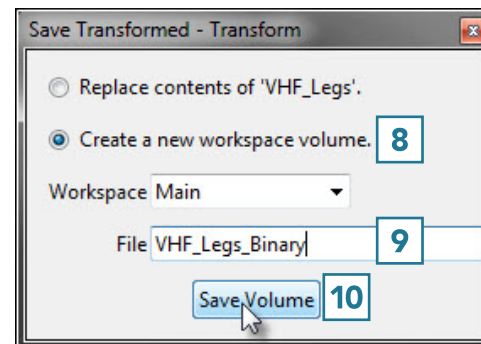 Save Transformed - Transform
Replace contents of 'VHF_Legs'.
Create a new workspace volume. 8
Workspace Main
File VHF_Legs_Binary 9
Save Volume 10